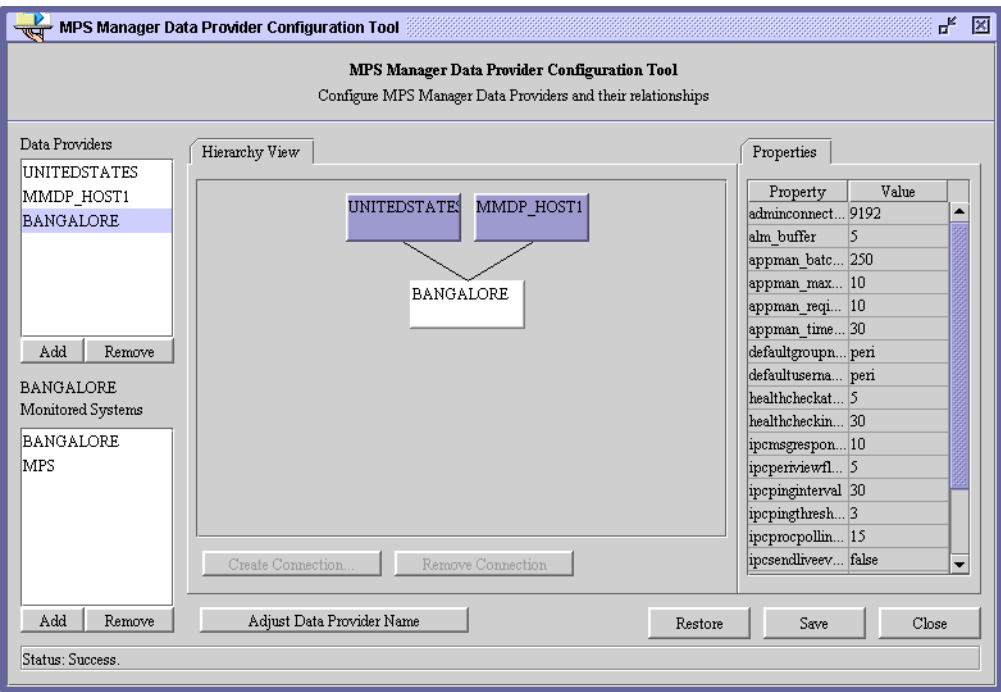 MPS Manager Data Provider Configuration Tool
MPS Manager Data Provider Configuration Tool
Configure MPS Manager Data Providers and their relationships
Data Providers
UNITEDSTATES
MMDP_HOST1
BANGALORE
Add Remove
BANGALORE
Monitored Systems
BANGALORE
MPS
Add Remove
Hierarchy View
UNITEDSTATES MMDP_HOST1
BANGALORE
Create Connection... Remove Connection
Adjust Data Provider Name
Properties
Property Value
adminconnect... 9192
alm_buffer 5
appman_batc... 250
appman_max... 10
appman_reqi... 10
appman_time... 30
defaultgroupn... peri
defaultuserna... peri
healthcheckat... 5
healthcheckin... 30
ipcmsgrespon... 10
ipcperiviewfl... 5
ipcpinginterval 30
ipcpingthresh... 3
ipcprocpollin... 15
ipcsendliveev... false
Restore Save Close
Status: Success.